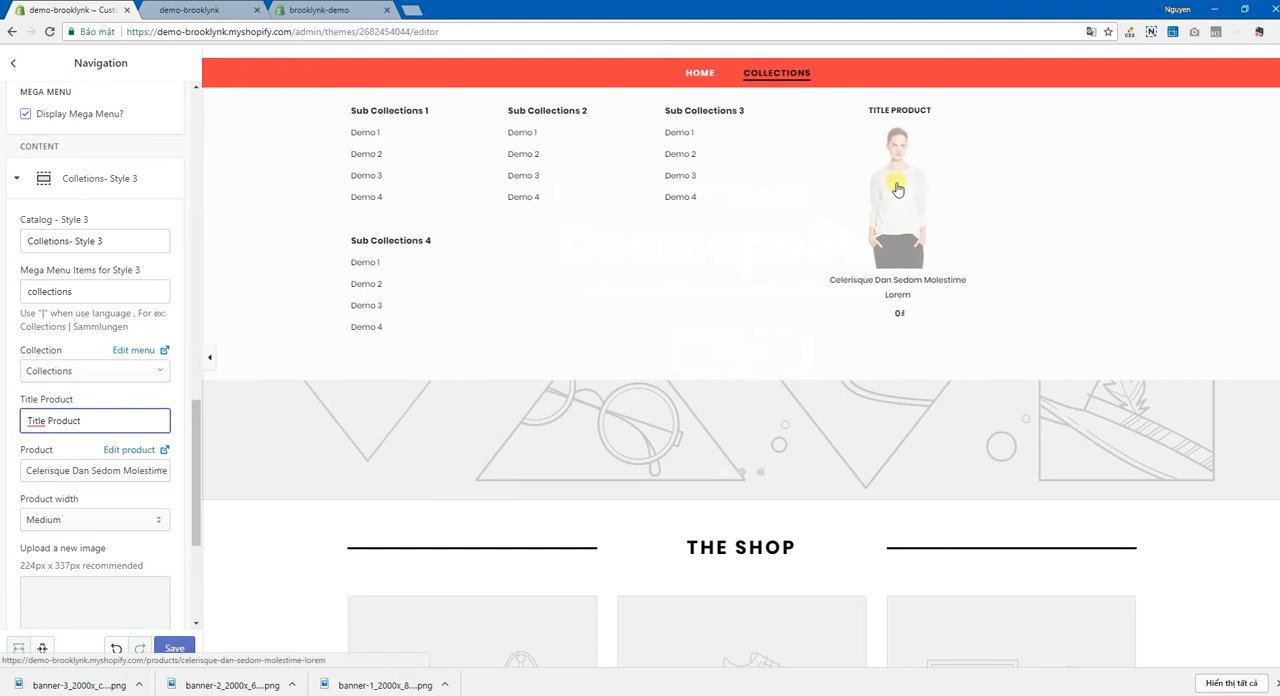 demo-brooklynk ~ Cus
demo-brooklynk
brooklynk-demo
Nguyen
Bảo mật
https://demo-brooklynk.myshopify.com/admin/themes/2682454044/editor
Navigation
MEGA MENU
Display Mega Menu?
CONTENT
Colletions- Style 3
Catalog - Style 3
Colletions- Style 3
Mega Menu Items for Style 3
collections
Use "|" when use language , For ex:
Collections | Sammlungen
Collection
Edit menu
Collections
Title Product
Title Product
Product
Edit product
Celerisque Dan Sedom Molestime
Product width
Medium
Upload a new image
224px x 337px recommended
Save
HOME
COLLECTIONS
Sub Collections 1
Demo 1
Demo 2
Demo 3
Demo 4
Sub Collections 2
Demo 1
Demo 2
Demo 3
Demo 4
Sub Collections 3
Demo 1
Demo 2
Demo 3
Demo 4
Sub Collections 4
Demo 1
Demo 2
Demo 3
Demo 4
TITLE PRODUCT
Celerisque Dan Sedom Molestime
Lorem
0₫
THE SHOP
https://demo-brooklynk.myshopify.com/products/celerisque-dan-sedom-molestime-lorem
banner-3_2000x_c....png
banner-2_2000x_6....png
banner-1_2000x_8....png
Hiển thị tất cả